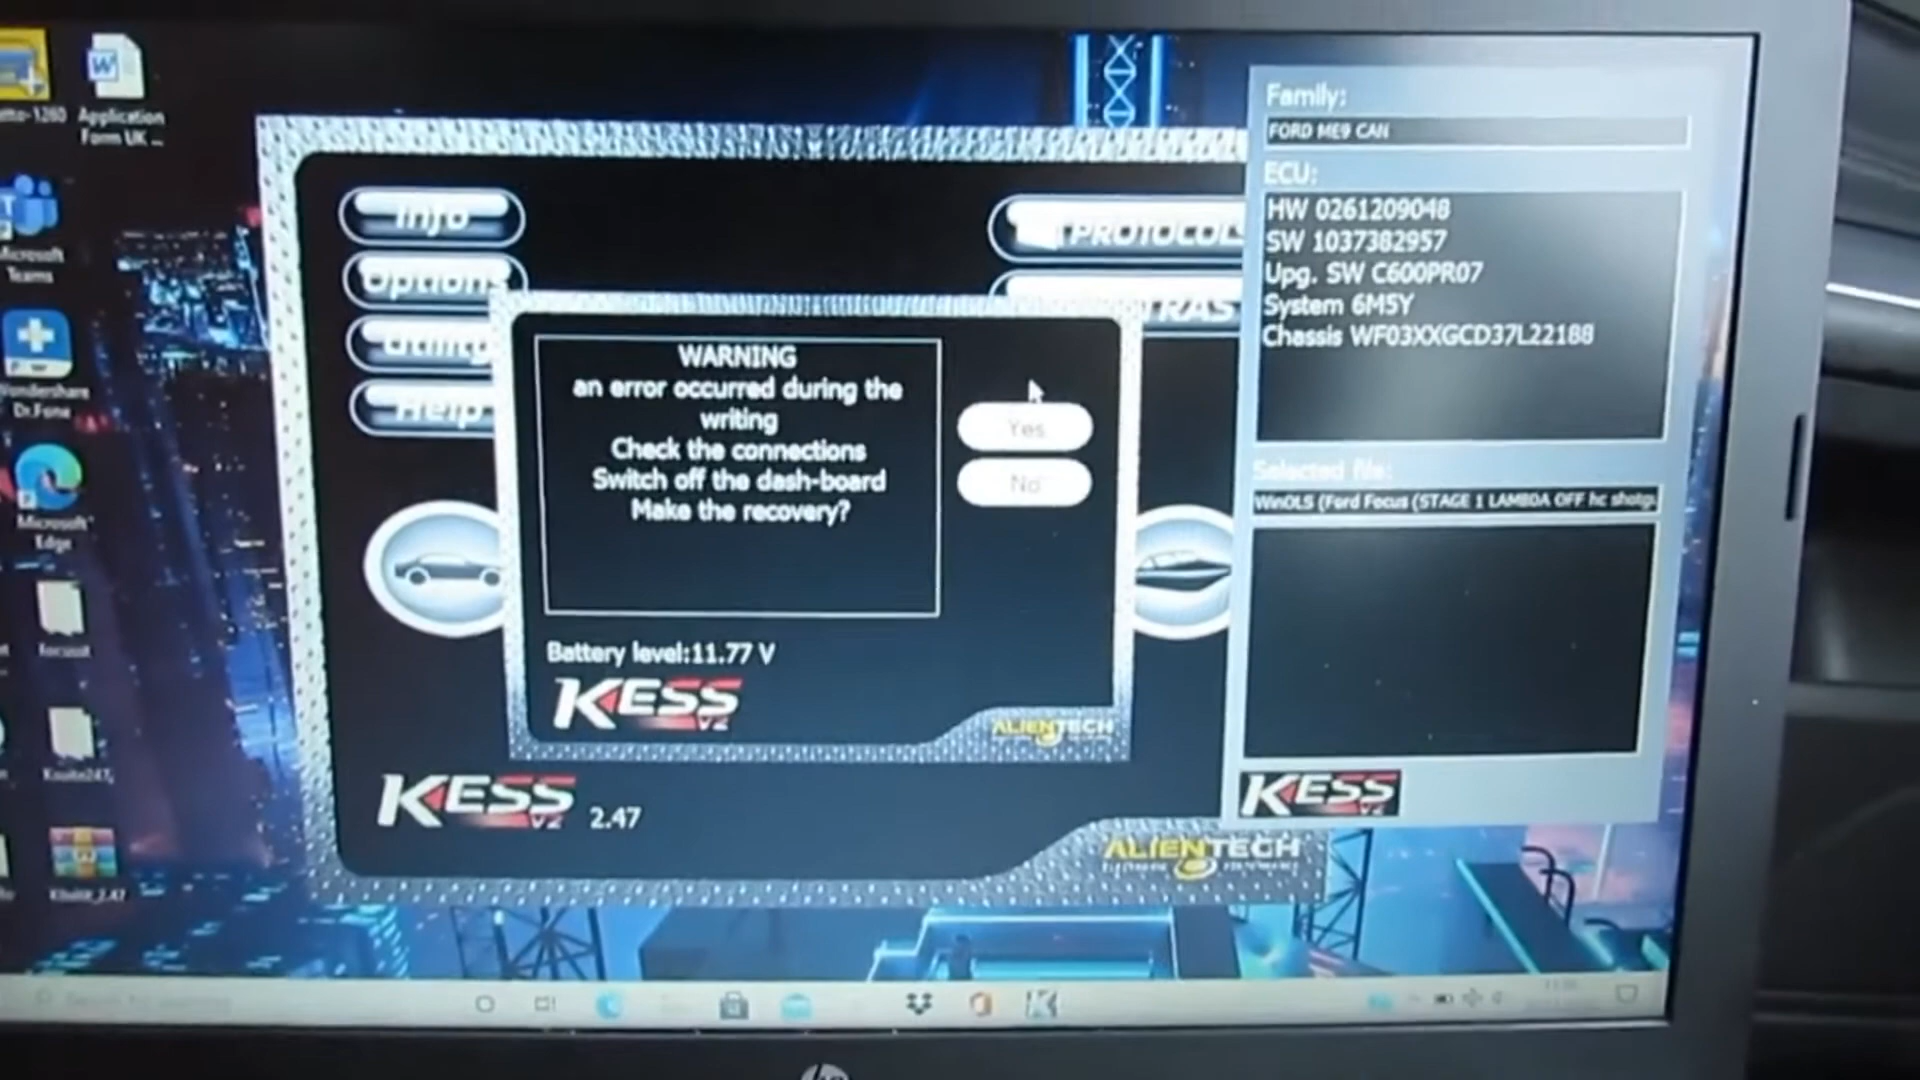 Application
Form UK ...
Microsoft
Teams
Wondershare
Dr.Fone
Microsoft
Edge
Info
Options
Utility
Help
PROTOCOLS
WARNING
an error occurred during the
writing
Check the connections
Switch off the dash-board
Make the recovery?
Yes
No
Battery level:11.77 V
KESS V2
ALIENTECH
KESS V2 2.47
ALIENTECH
Family:
FORD ME9 CAN
ECU:
HW 0261209048
SW 1037382957
Upg. SW C600PR07
System 6M5Y
Chassis WF03XXGCD37L22188
Selected file:
WinOLS (Ford Focus (STAGE 1 LAMBDA OFF hc shotgu
KESS V2
hp